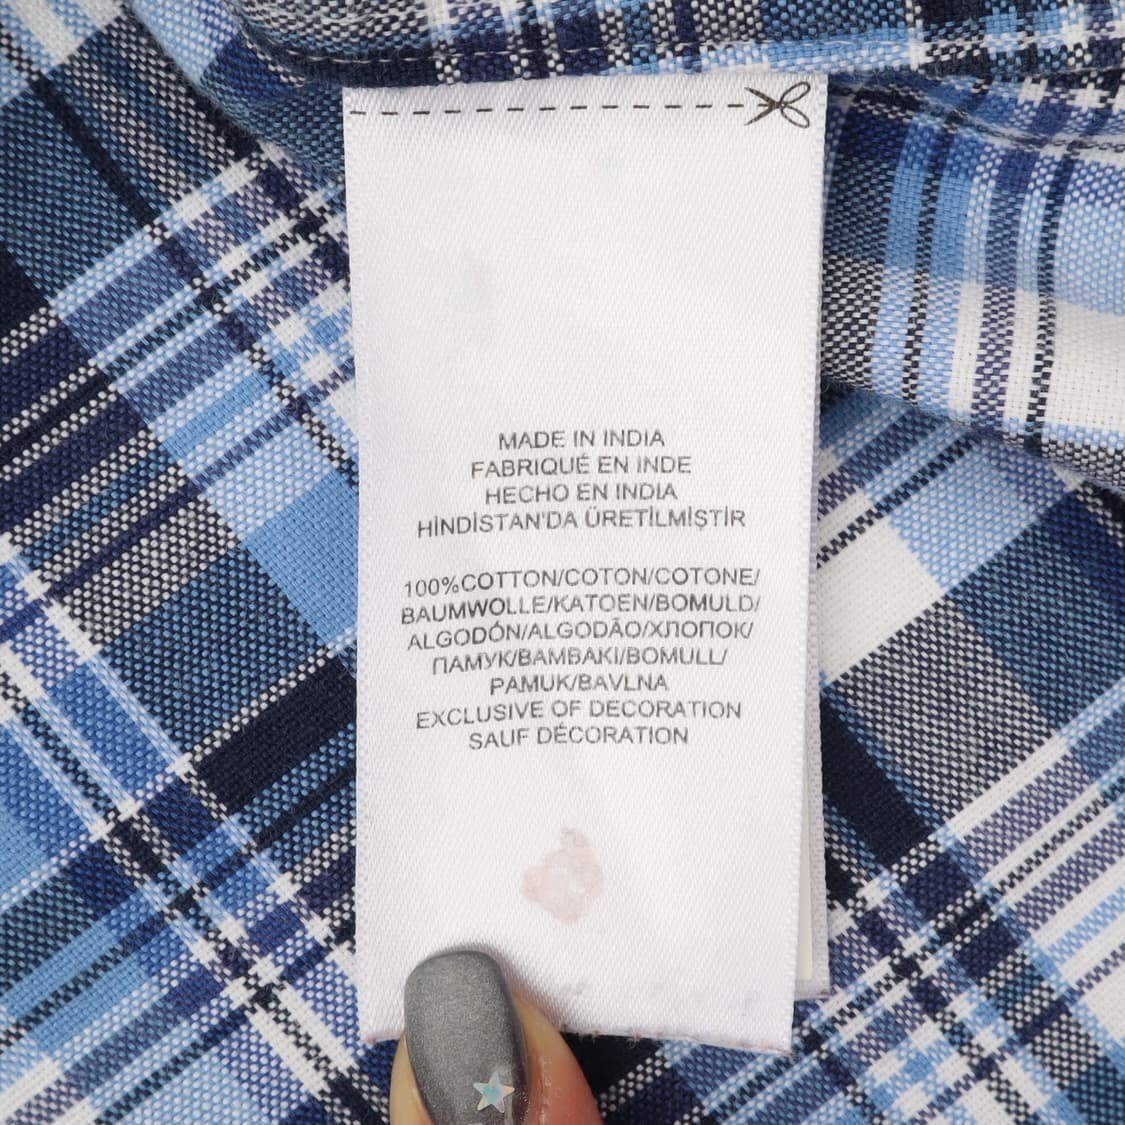 MADE IN INDIA
FABRIQUÉ EN INDE
HECHO EN INDIA
HİNDİSTAN'DA ÜRETİLMİŞTİR
100%COTTON/COTON/COTONE/
BAUMWOLLE/KATOEN/BOMULD/
ALGODÓN/ALGODÃO/ХЛОПОК/
ПАМУК/ΒΑΜΒΑΚΙ/BOMULL/
PAMUK/BAVLNA
EXCLUSIVE OF DECORATION
SAUF DÉCORATION